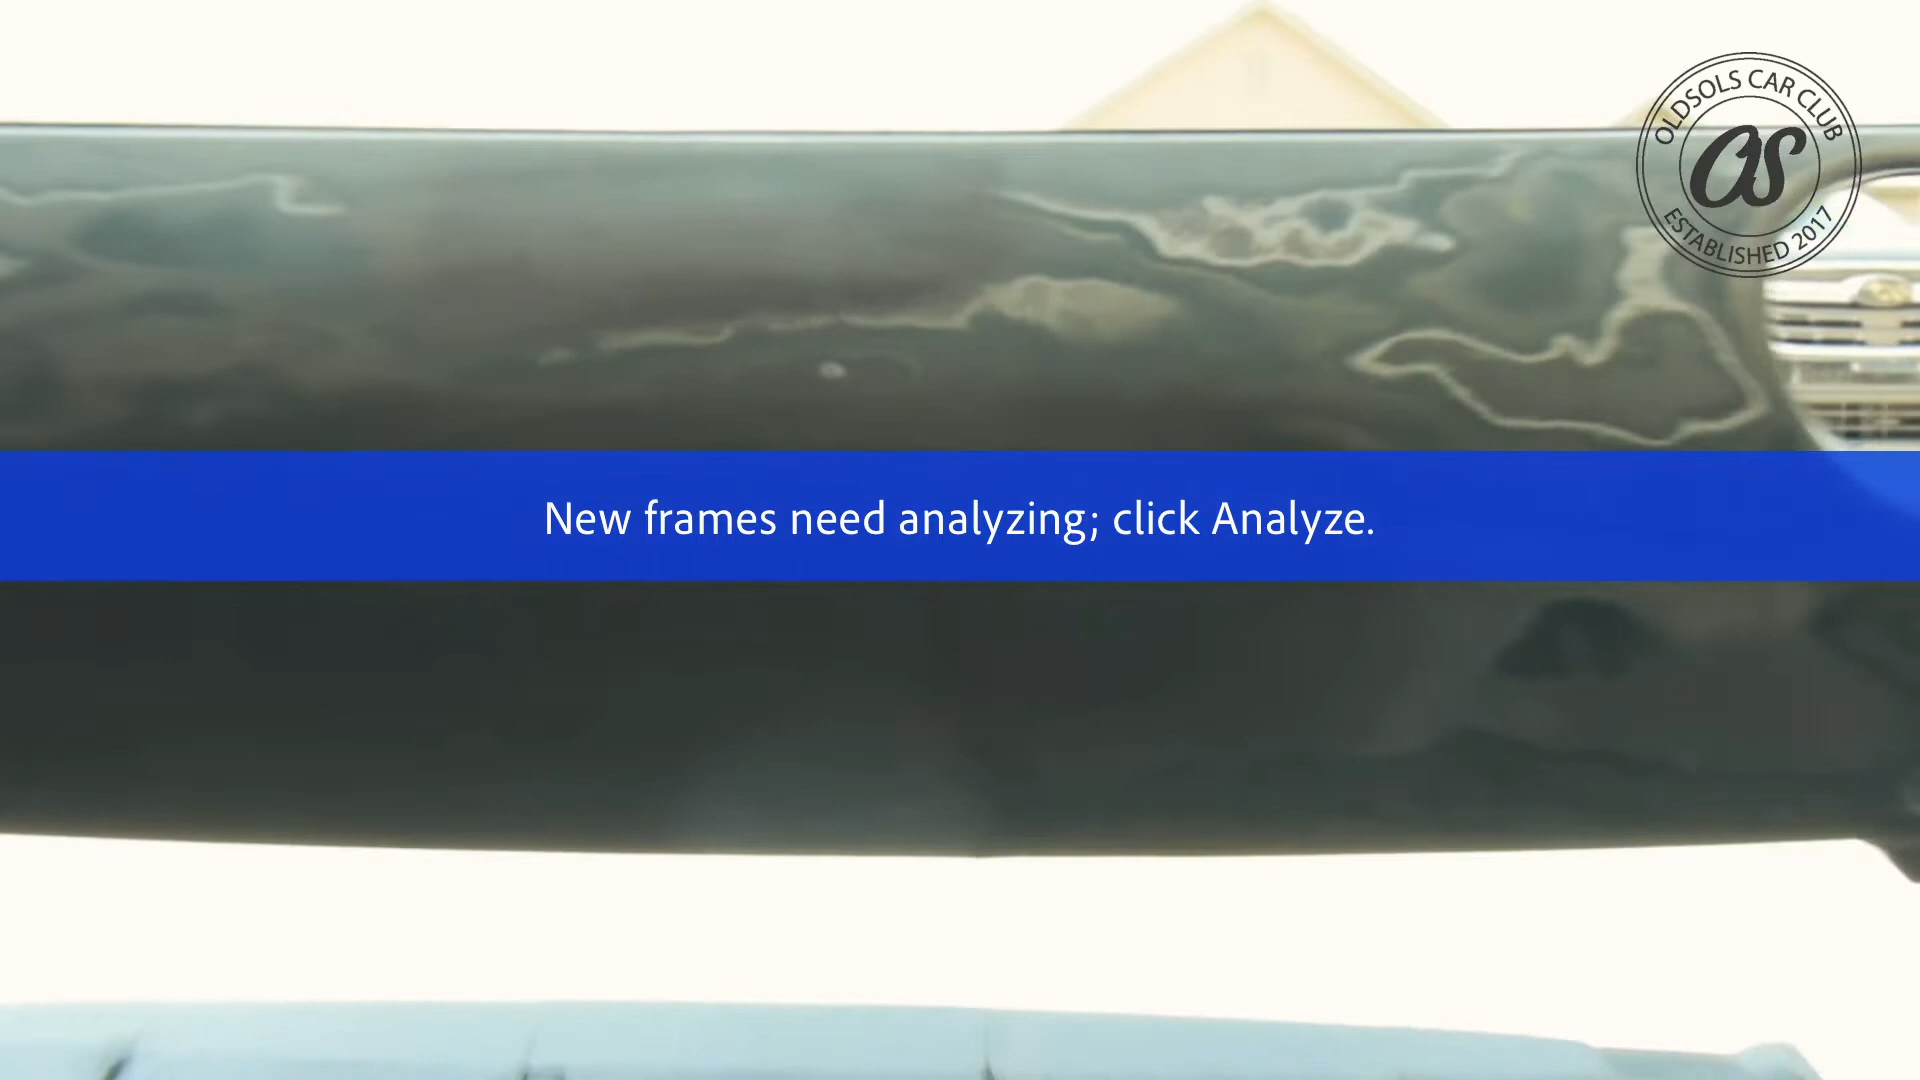 OLDSOLS CAR CLUB
OS
ESTABLISHED 2017
New frames need analyzing; click Analyze.